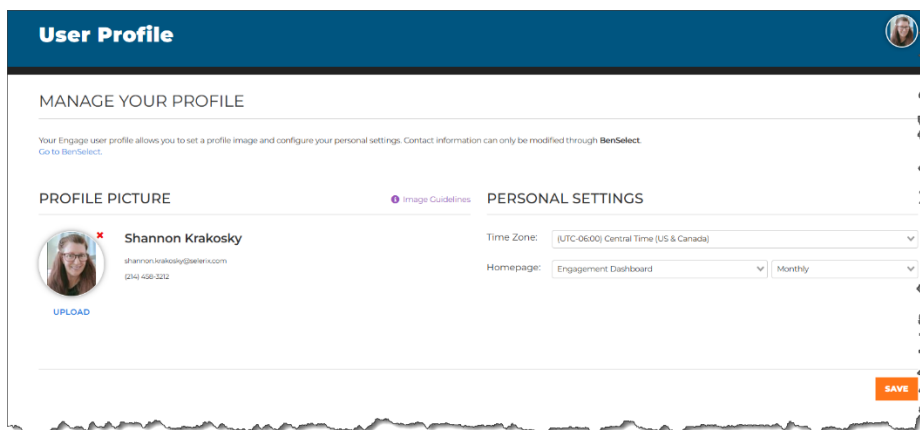 User Profile
MANAGE YOUR PROFILE
Your Engage user profile allows you to set a profile image and configure your personal settings. Contact information can only be modified through BenSelect.
Go to BenSelect.
PROFILE PICTURE
Image Guidelines
Shannon Krakosky
shannon.krakosky@selerix.com
(214) 458-3212
UPLOAD
PERSONAL SETTINGS
Time Zone: (UTC-06:00) Central Time (US & Canada)
Homepage: Engagement Dashboard Monthly
SAVE